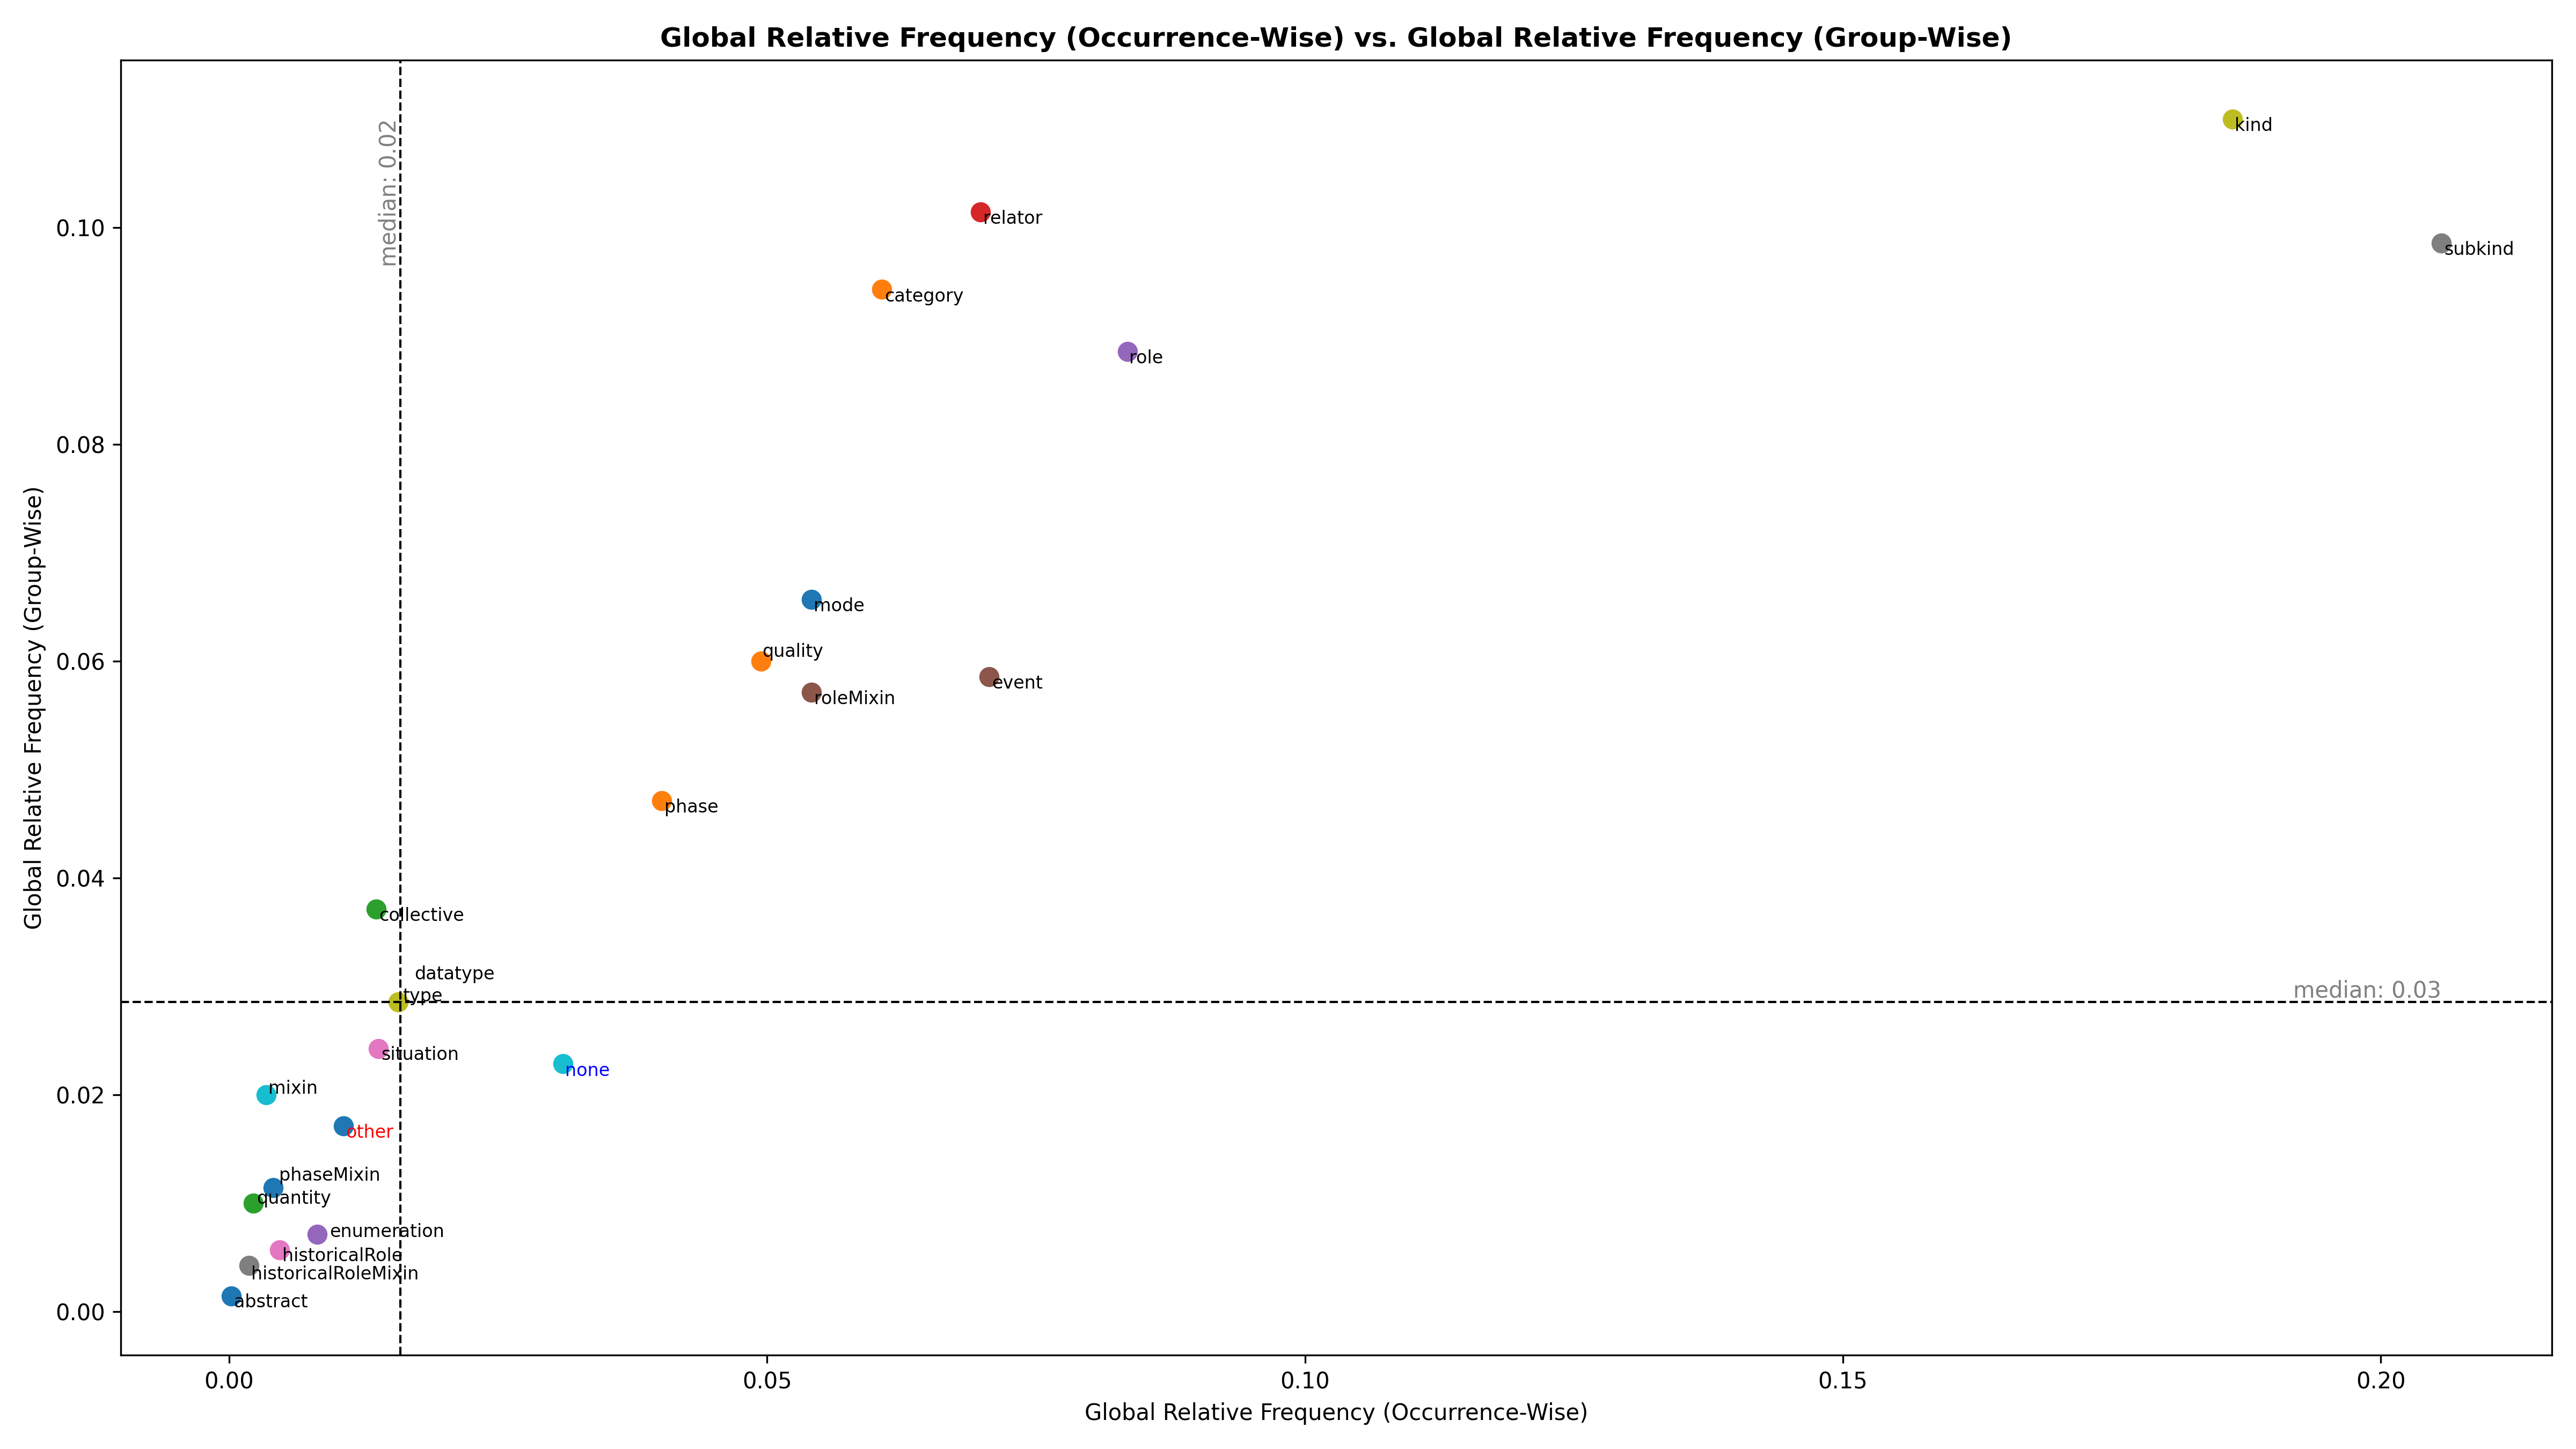 Global Relative Frequency (Occurrence-Wise) vs. Global Relative Frequency (Group-Wise)
median: 0.02
kind
relator
0.10
subkind
category
role
0.08
Global Relative Frequency (Group-Wise)
mode
quality
0.06
event
roleMixin
phase
0.04
collective
datatype
type
median: 0.03
situation
none
mixin
0.02
other
phaseMixin
quantity
enumeration
historicalRole
historicalRoleMixin
abstract
0.00
0.00
0.05
0.10
0.15
0.20
Global Relative Frequency (Occurrence-Wise)